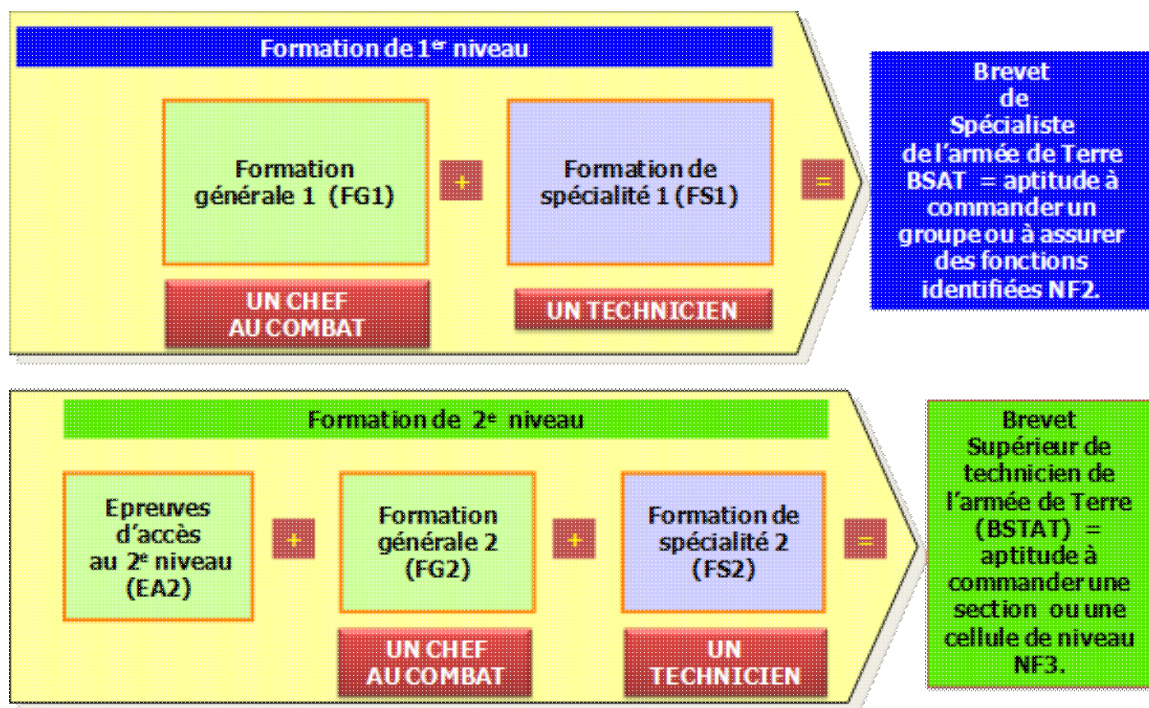 Formation de 1er niveau
Formation
générale 1 (FG1)
+
Formation de
spécialité 1 (FS1)
=
UN CHEF
AU COMBAT
UN TECHNICIEN
Brevet
de
Spécialiste
de l'armée de Terre
BSAT = aptitude à
commander un
groupe ou à assurer
des fonctions
identifiées NF2.
Formation de 2e niveau
Epreuves
d'accès
au 2e niveau
(EA2)
+
Formation
générale 2
(FG2)
+
Formation de
spécialité 2
(FS2)
=
UN CHEF
AU COMBAT
UN
TECHNICIEN
Brevet
Supérieur de
technicien de
l'armée de Terre
(BSTAT) =
aptitude à
commander une
section ou une
cellule de niveau
NF3.